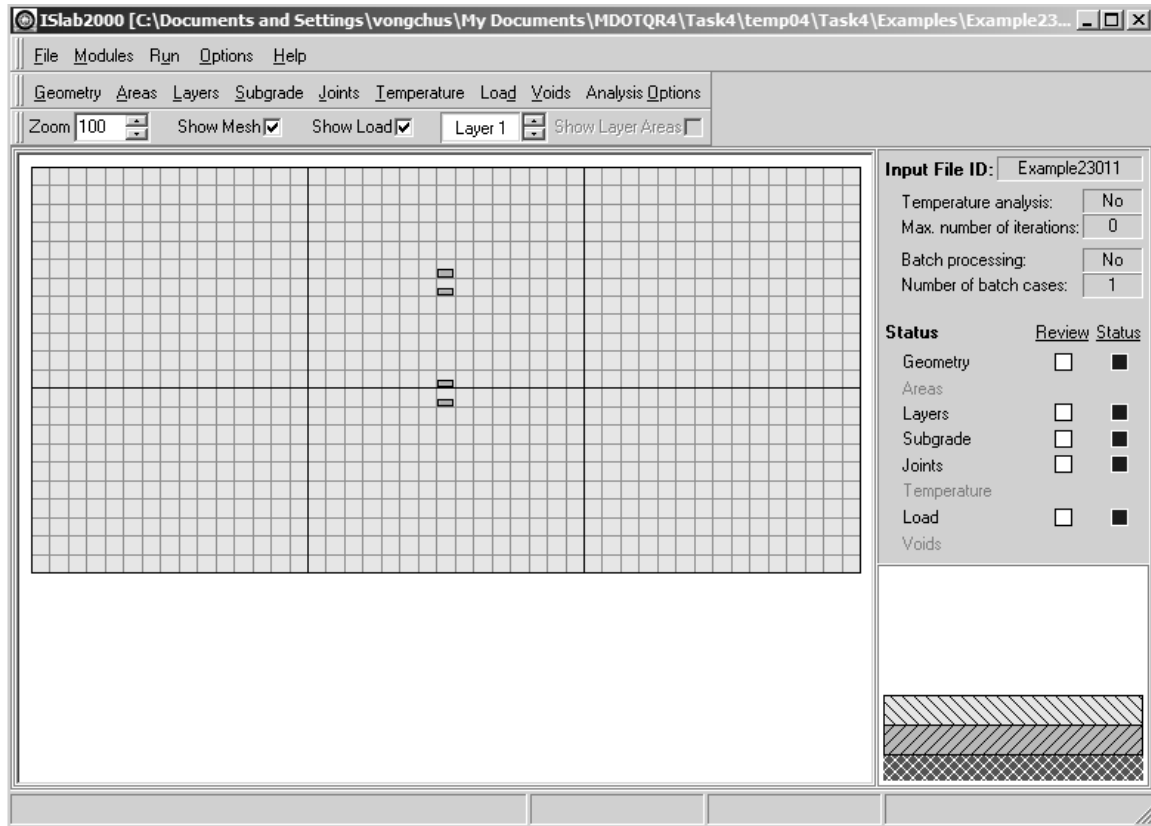 ISlab2000 [C:\Documents and Settings\vongchus\My Documents\MDOTQR4\Task4\temp04\Task4\Examples\Example23...
File Modules Run Options Help
Geometry Areas Layers Subgrade Joints Temperature Load Voids Analysis Options
Zoom 100 Show Mesh Show Load Layer 1 Show Layer Areas
Input File ID: Example23011
Temperature analysis: No
Max. number of iterations: 0
Batch processing: No
Number of batch cases: 1
Status Review Status
Geometry
Areas
Layers
Subgrade
Joints
Temperature
Load
Voids